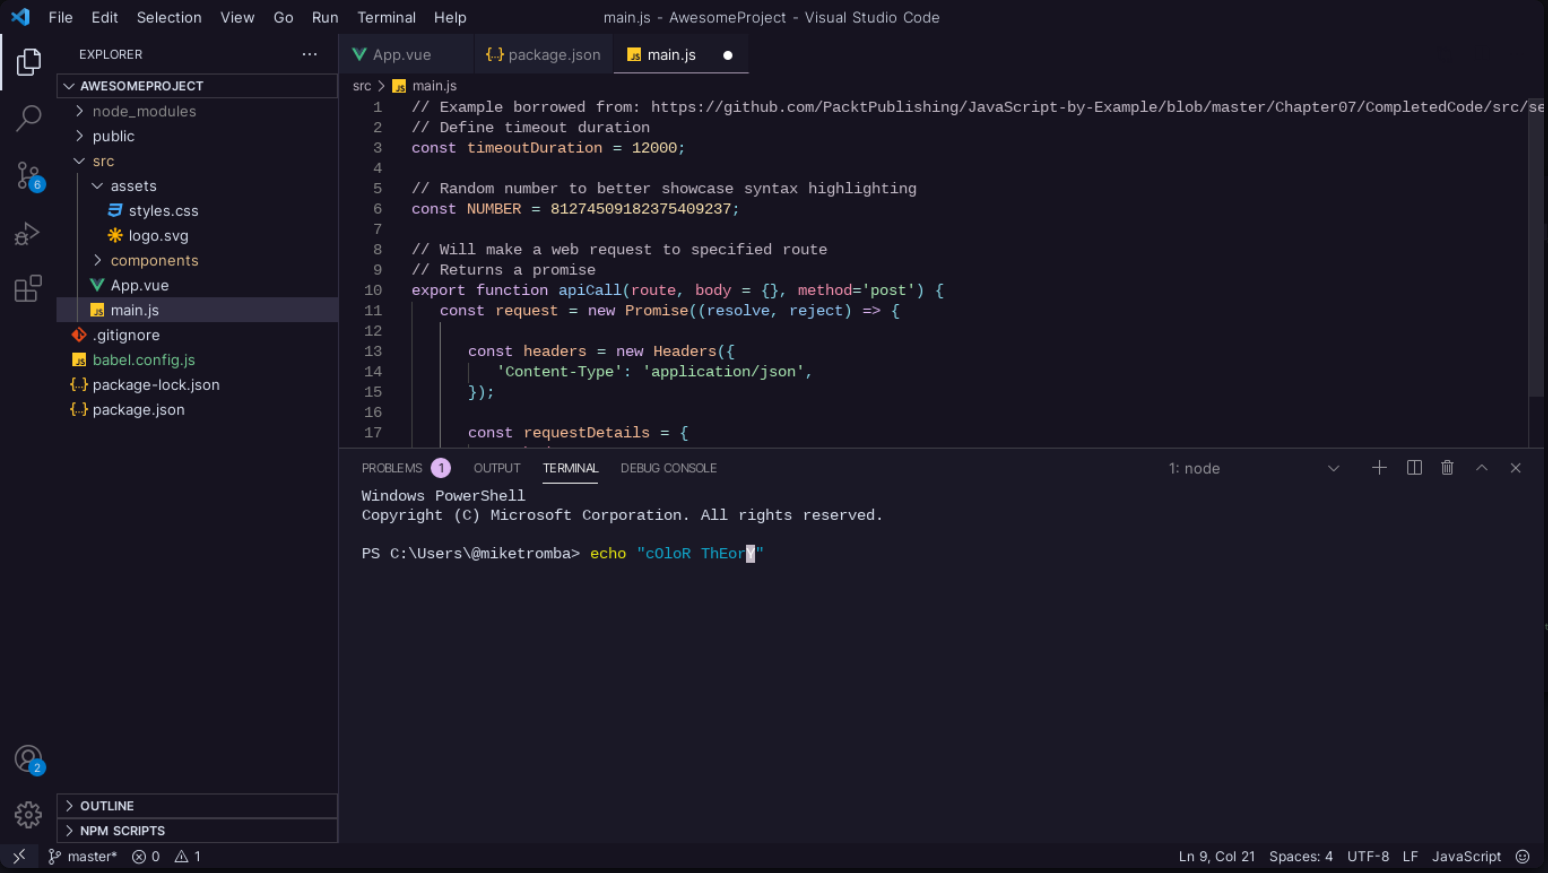 File Edit Selection View Go Run Terminal Help
main.js - AwesomeProject - Visual Studio Code
EXPLORER
AWESOMEPROJECT
node_modules
public
src
assets
styles.css
logo.svg
components
App.vue
main.js
.gitignore
babel.config.js
package-lock.json
package.json
6
2
OUTLINE
NPM SCRIPTS
App.vue package.json main.js
src > main.js
1 // Example borrowed from: https://github.com/PacktPublishing/JavaScript-by-Example/blob/master/Chapter07/CompletedCode/src/se
2 // Define timeout duration
3 const timeoutDuration = 12000;
4
5 // Random number to better showcase syntax highlighting
6 const NUMBER = 81274509182375409237;
7
8 // Will make a web request to specified route
9 // Returns a promise
10 export function apiCall(route, body = {}, method='post') {
11 const request = new Promise((resolve, reject) => {
12
13 const headers = new Headers({
14 'Content-Type': 'application/json',
15 });
16
17 const requestDetails = {
PROBLEMS 1 OUTPUT TERMINAL DEBUG CONSOLE 1: node
Windows PowerShell
Copyright (C) Microsoft Corporation. All rights reserved.
PS C:\Users\@miketromba> echo "cOloR ThEorY"
master* 0 1 Ln 9, Col 21 Spaces: 4 UTF-8 LF JavaScript